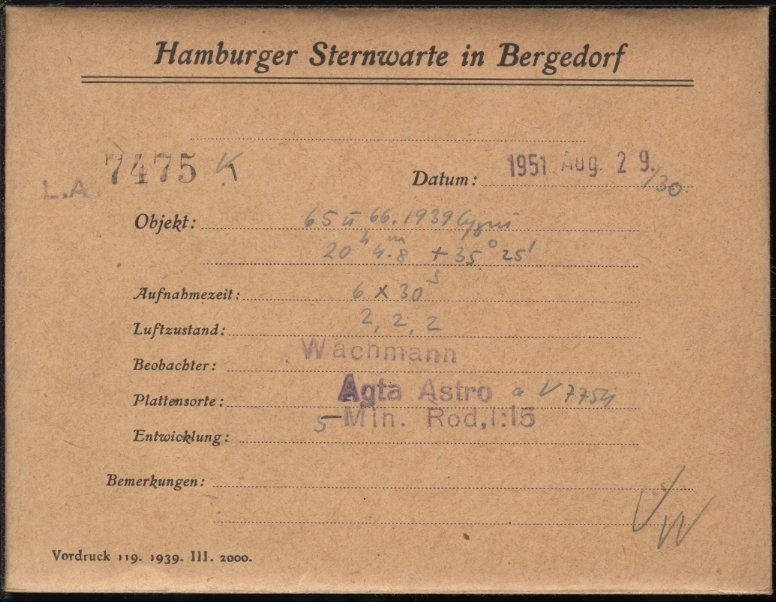 Hamburger Sternwarte in Bergedorf
L.A 7475 K
Datum: 1951 Aug. 29./30
Objekt: 65 u 66.1939 Cygni
20h 4m.8 +35° 25'
Aufnahmezeit: 6 x 30s
Luftzustand: 2, 2, 2
Beobachter: Wachmann
Plattensorte: Agfa Astro a V 7754
Entwicklung: 5 Min. Rod.1:15
Bemerkungen:
Vordruck 119. 1939. III. 2000.